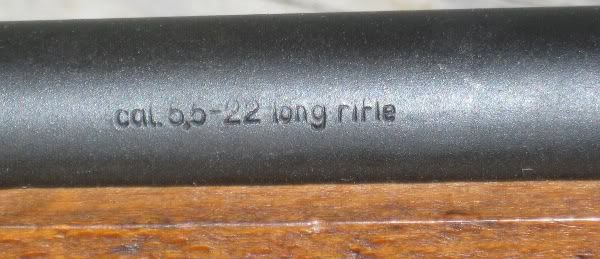 cal. 5,5-22 long rifle